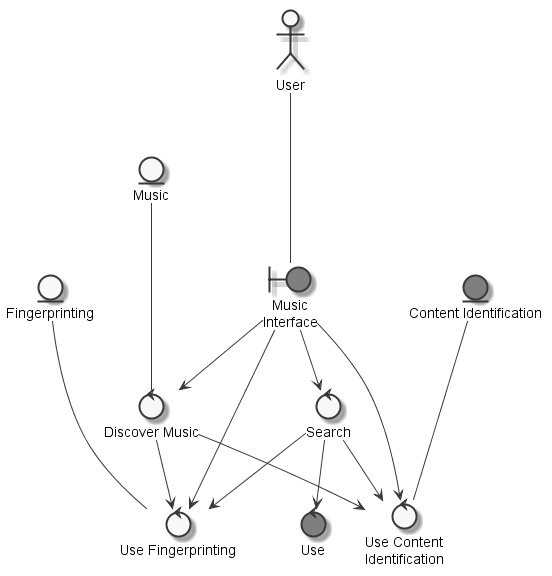 User
Music
Fingerprinting
Music
Interface
Content Identification
Discover Music
Search
Use Fingerprinting
Use
Use Content
Identification